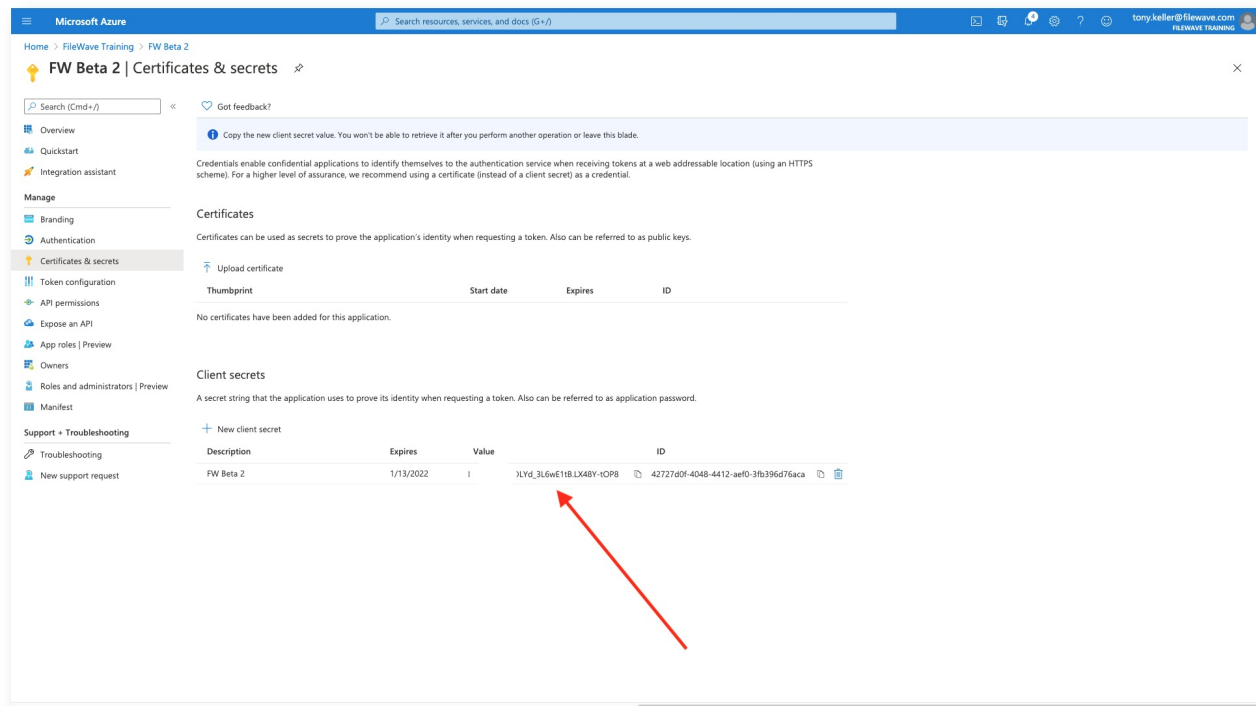 Microsoft Azure
Search resources, services, and docs (G+/)
4
tony.keller@filewave.com
FILEWAVE TRAINING
Home > FileWave Training > FW Beta 2
FW Beta 2 | Certificates & secrets
Search (Cmd+/)
Got feedback?
Copy the new client secret value. You won't be able to retrieve it after you perform another operation or leave this blade.
Overview
Quickstart
Integration assistant
Manage
Branding
Authentication
Certificates & secrets
Token configuration
API permissions
Expose an API
App roles | Preview
Owners
Roles and administrators | Preview
Manifest
Support + Troubleshooting
Troubleshooting
New support request
Credentials enable confidential applications to identify themselves to the authentication service when receiving tokens at a web addressable location (using an HTTPS
scheme). For a higher level of assurance, we recommend using a certificate (instead of a client secret) as a credential.
Certificates
Certificates can be used as secrets to prove the application's identity when requesting a token. Also can be referred to as public keys.
Upload certificate
Thumbprint Start date Expires ID
No certificates have been added for this application.
Client secrets
A secret string that the application uses to prove its identity when requesting a token. Also can be referred to as application password.
New client secret
Description Expires Value ID
FW Beta 2 1/13/2022 LYd_3L6wE1tB.LX48Y-tOP8 42727d0f-4048-4412-aef0-3fb396d76aca